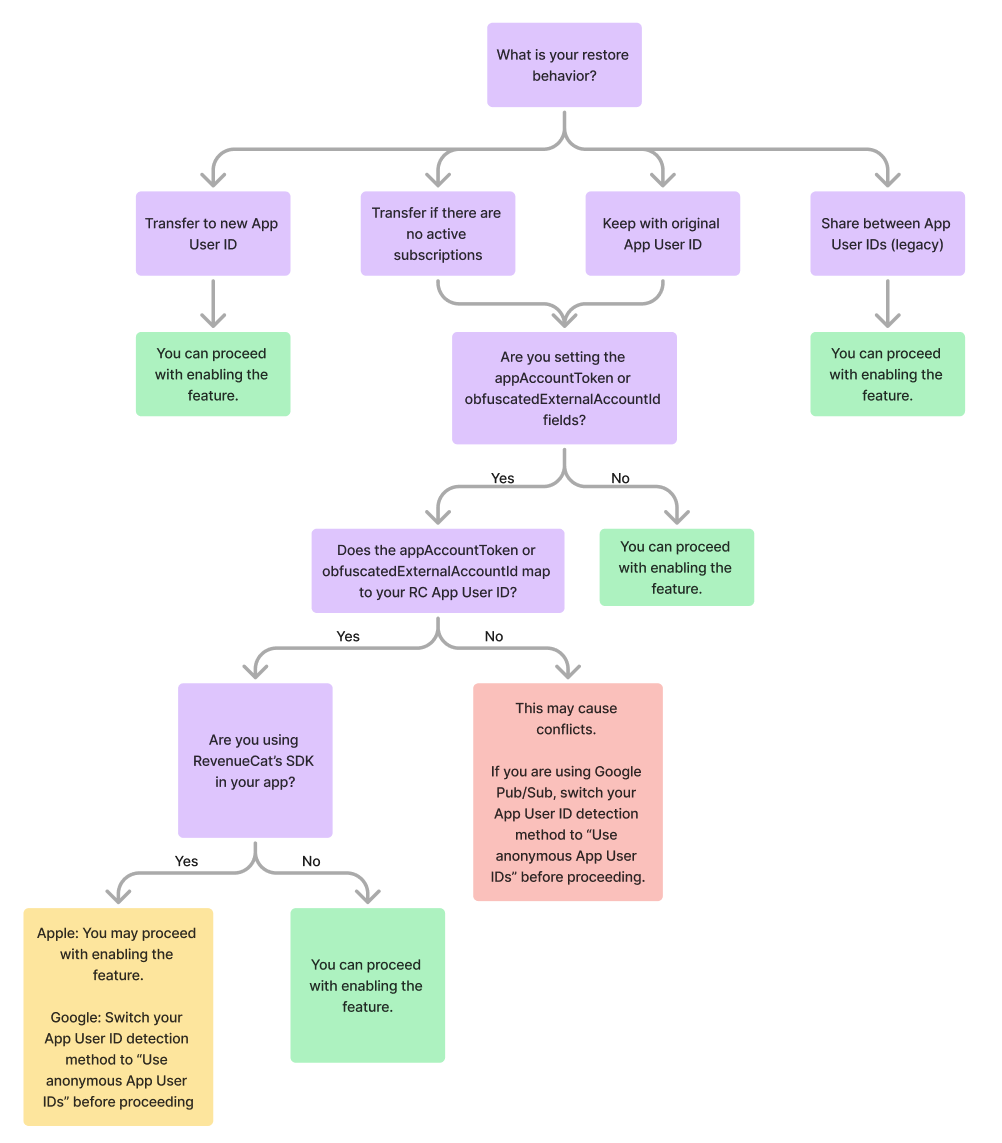 What is your restore
behavior?
Transfer to new App
User ID
Transfer if there are
no active
subscriptions
Keep with original
App User ID
Share between App
User IDs (legacy)
You can proceed
with enabling the
feature.
Are you setting the
appAccountToken or
obfuscatedExternalAccountId
fields?
You can proceed
with enabling the
feature.
Yes
No
Does the appAccountToken or
obfuscatedExternalAccountId map
to your RC App User ID?
You can proceed
with enabling the
feature.
Yes
No
Are you using
RevenueCat’s SDK
in your app?
This may cause
conflicts.
If you are using Google
Pub/Sub, switch your
App User ID detection
method to “Use
anonymous App User
IDs” before proceeding.
Yes
No
Apple: You may proceed
with enabling the
feature.
Google: Switch your
App User ID detection
method to “Use
anonymous App User
IDs” before proceeding
You can proceed
with enabling the
feature.